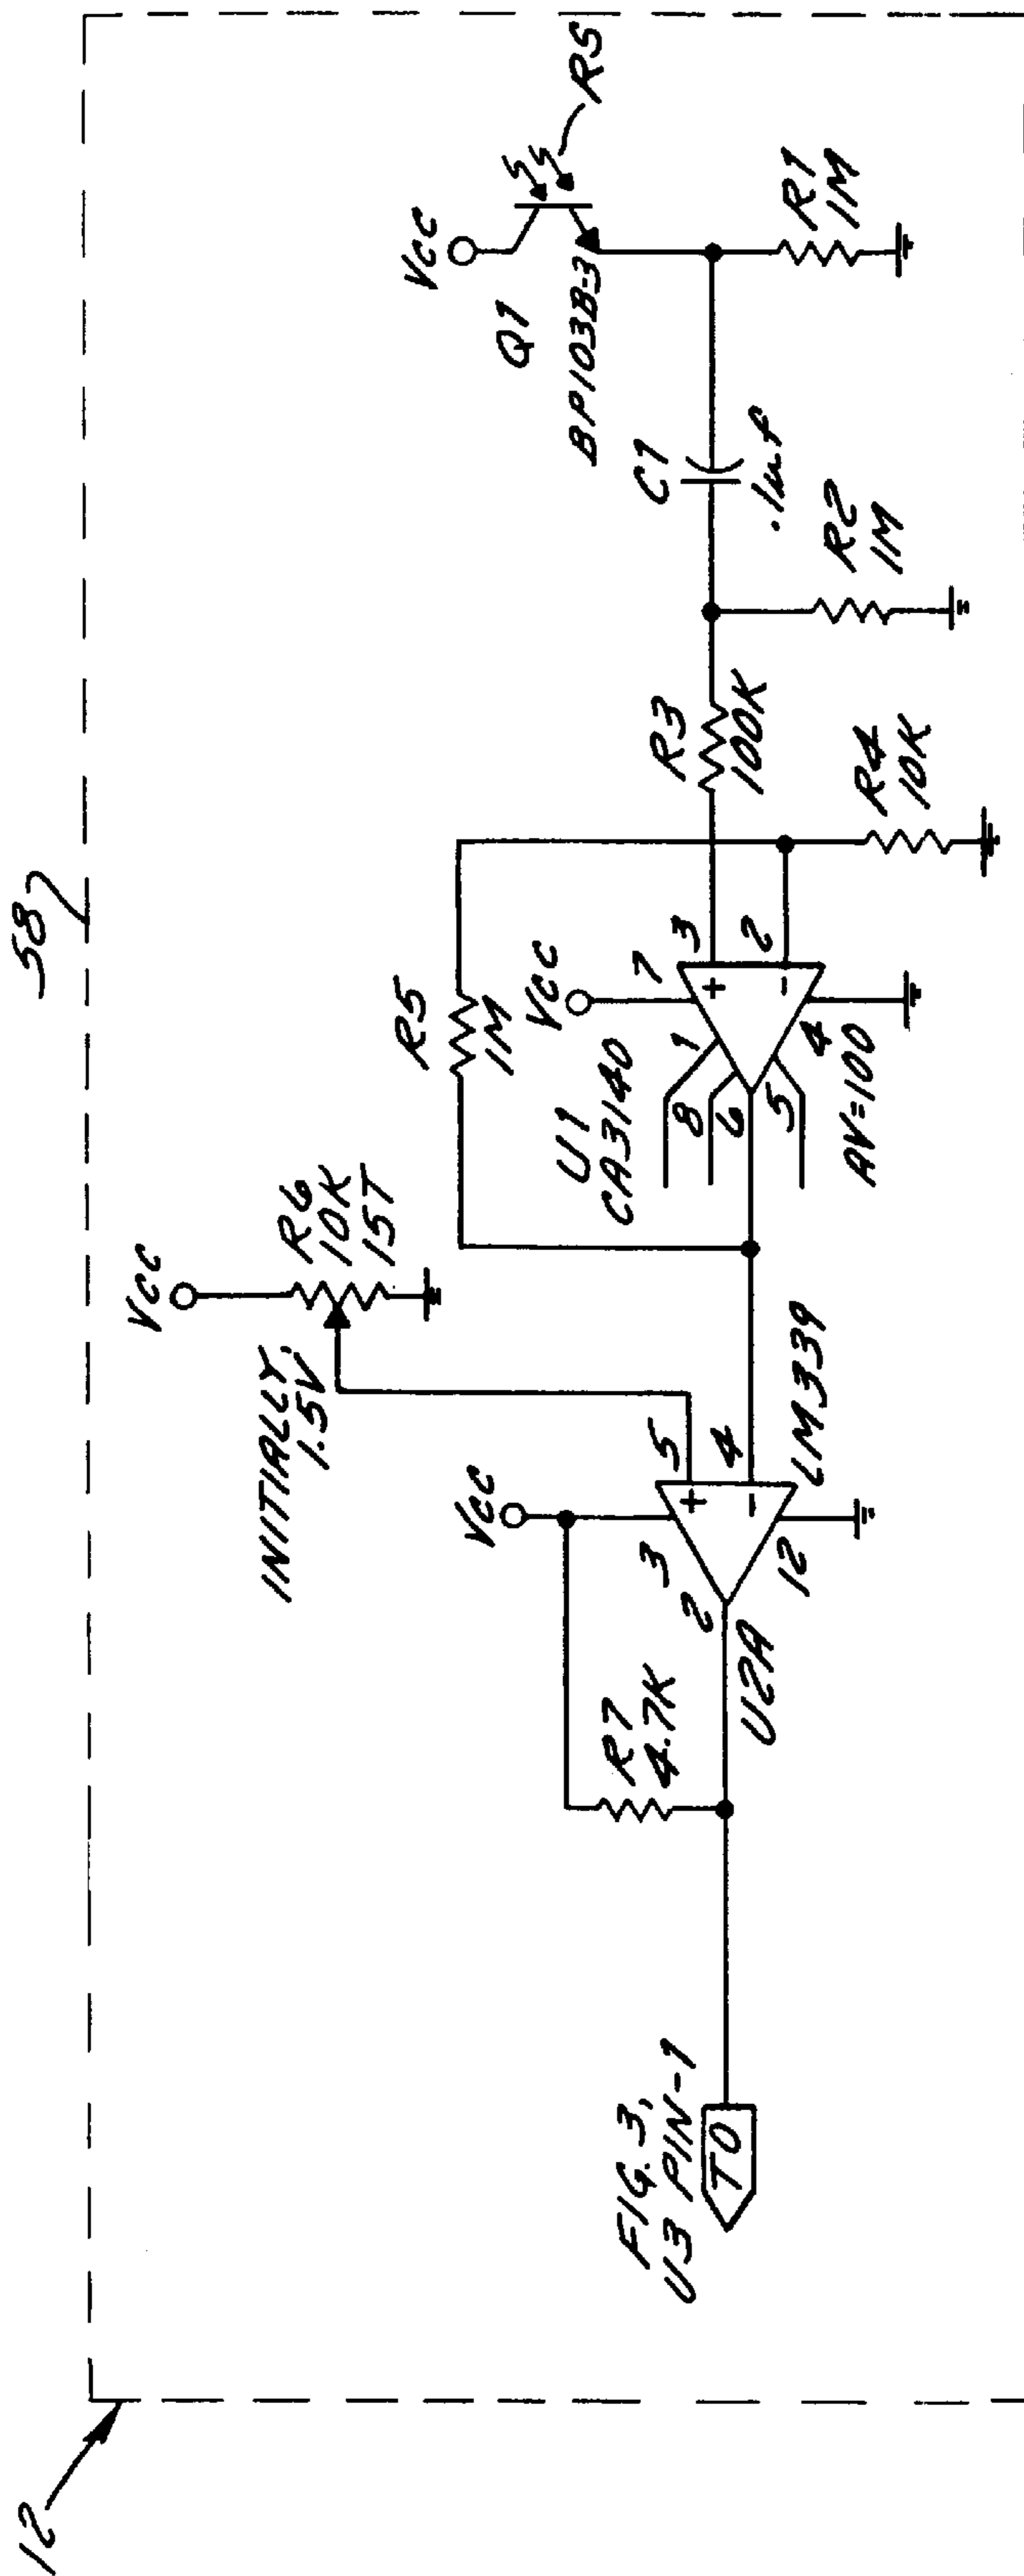 12
58
VCC
INITIALLY,
1.5V
R6
10K
15T
R5
1M
VCC
Q1
BP103B-3
RS
VCC
R7
4.7K
3
2
5
4
12
U2A
LM339
VCC
U1
CA3140
7
1
8
6
5
3
2
4
AV=100
R3
100K
C1
.1uf
R4
10K
R2
1M
R1
1M
FIG. 3,
U3 PIN-1
TO
+
-
+
-